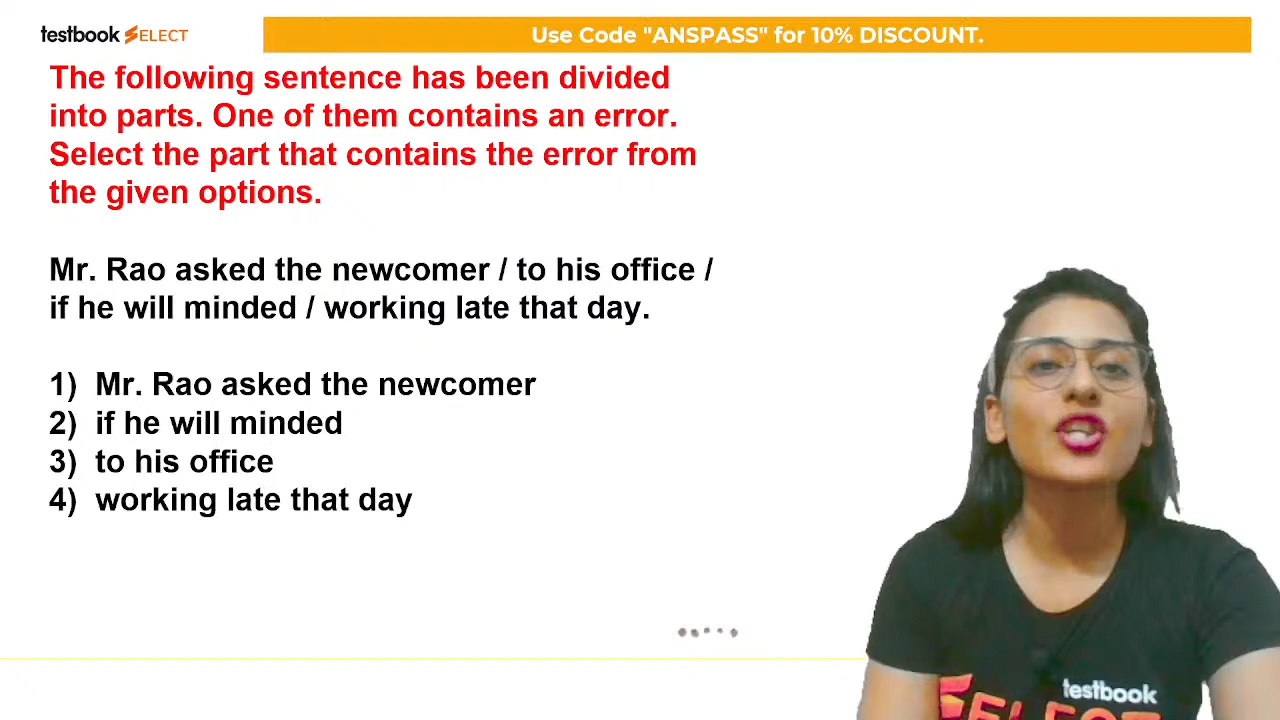 testbook SELECT
Use Code "ANSPASS" for 10% DISCOUNT.
The following sentence has been divided
into parts. One of them contains an error.
Select the part that contains the error from
the given options.
Mr. Rao asked the newcomer / to his office /
if he will minded / working late that day.
1) Mr. Rao asked the newcomer
2) if he will minded
3) to his office
4) working late that day
testbook
SELECT